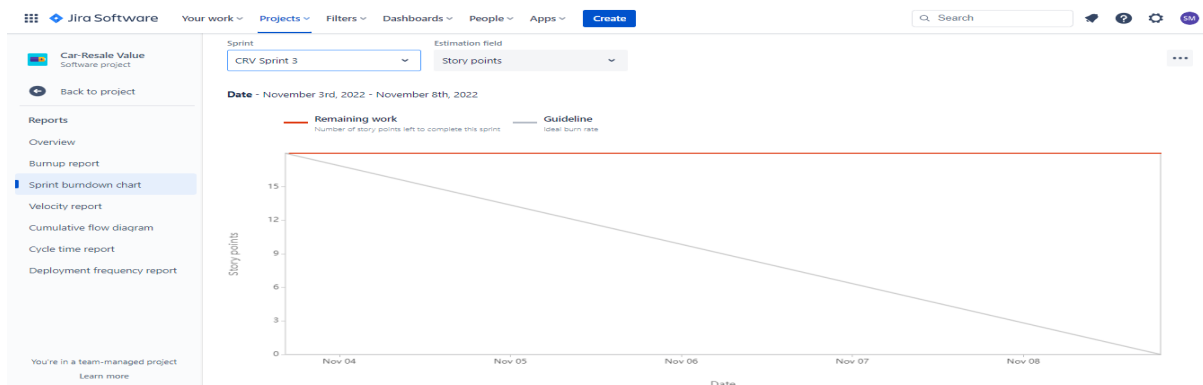 Jira Software Your work Projects Filters Dashboards People Apps Create Search SM
Car-Resale Value
Software project
Back to project
Reports
Overview
Burnup report
Sprint burndown chart
Velocity report
Cumulative flow diagram
Cycle time report
Deployment frequency report
You're in a team-managed project
Learn more
Sprint Estimation field
CRV Sprint 3 Story points
Date - November 3rd, 2022 - November 8th, 2022
Remaining work Guideline
Number of story points left to complete this sprint Ideal burn rate
Story points
15
12
9
6
3
0
Nov 04 Nov 05 Nov 06 Nov 07 Nov 08
Date